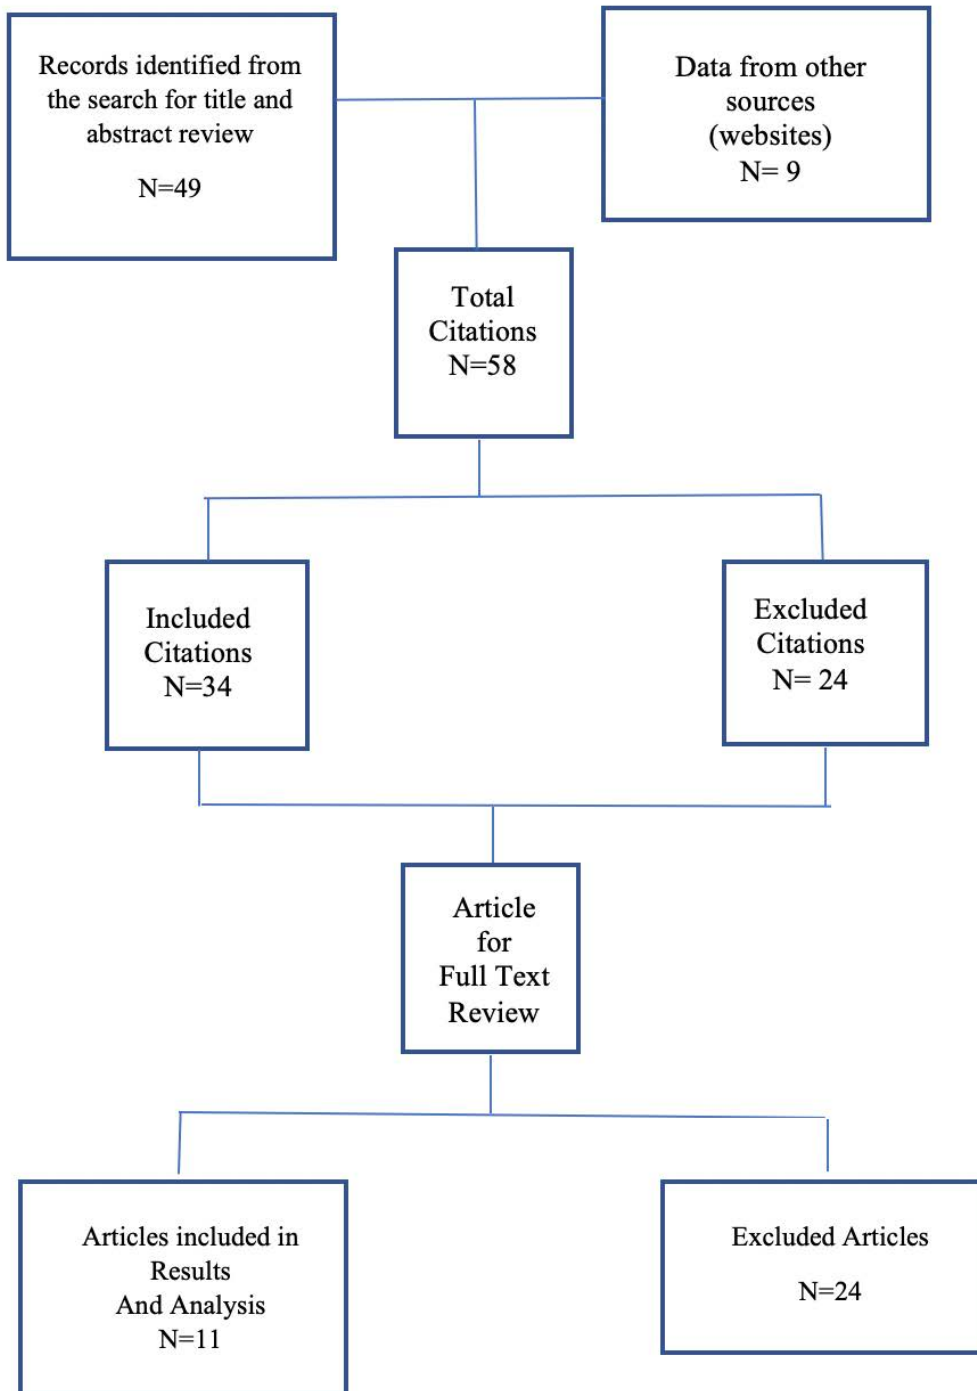 Records identified from
the search for title and
abstract review
N=49
Data from other
sources
(websites)
N= 9
Total
Citations
N=58
Included
Citations
N=34
Excluded
Citations
N= 24
Article
for
Full Text
Review
Articles included in
Results
And Analysis
N=11
Excluded Articles
N=24